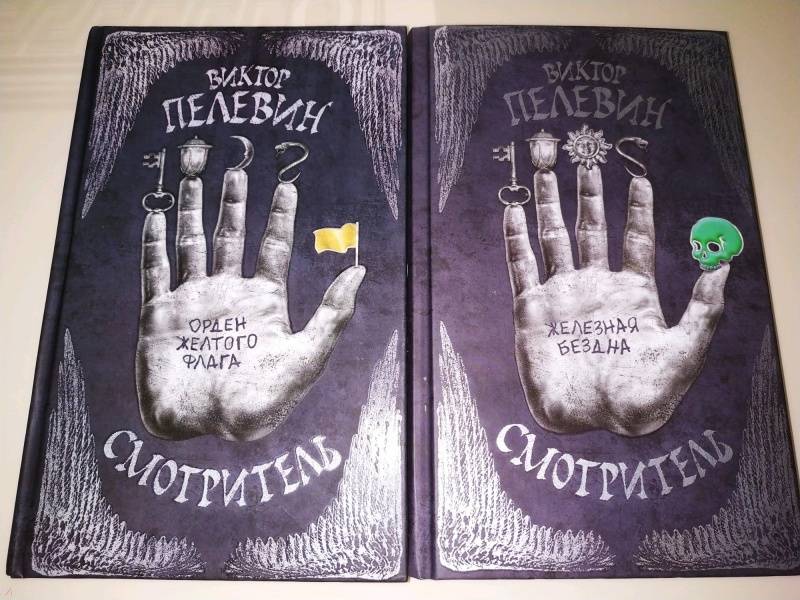 ВИКТОР
ПЕЛЕВИН
ОРДЕН
ЖЕЛТОГО
ФЛАГА
СМОТРИТЕЛЬ
ВИКТОР
ПЕЛЕВИН
ЖЕЛЕЗНАЯ
БЕЗДНА
СМОТРИТЕЛЬ